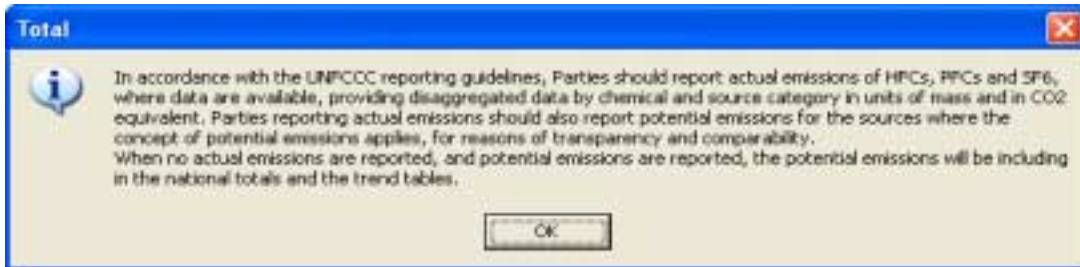 Total
In accordance with the UNFCCC reporting guidelines, Parties should report actual emissions of HFCs, PFCs and SF6,
where data are available, providing disaggregated data by chemical and source category in units of mass and in CO2
equivalent. Parties reporting actual emissions should also report potential emissions for the sources where the
concept of potential emissions applies, for reasons of transparency and comparability.
When no actual emissions are reported, and potential emissions are reported, the potential emissions will be including
in the national totals and the trend tables.
OK